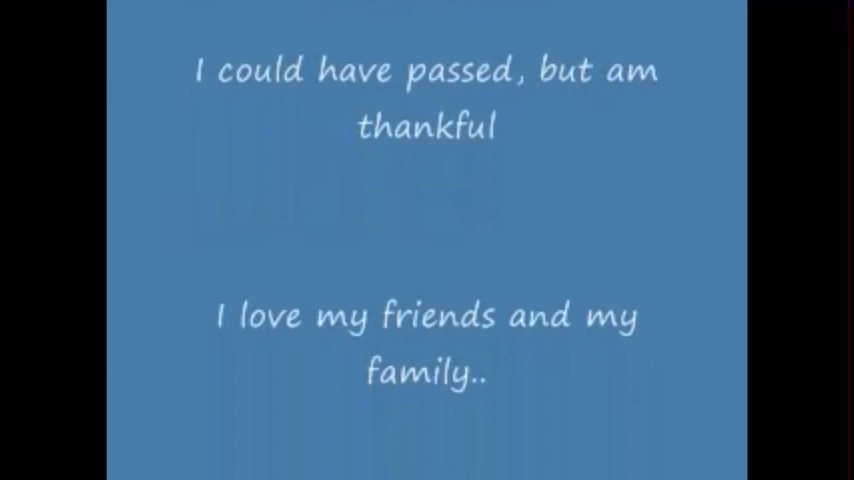 I could have passed, but am
thankful
I love my friends and my
family..